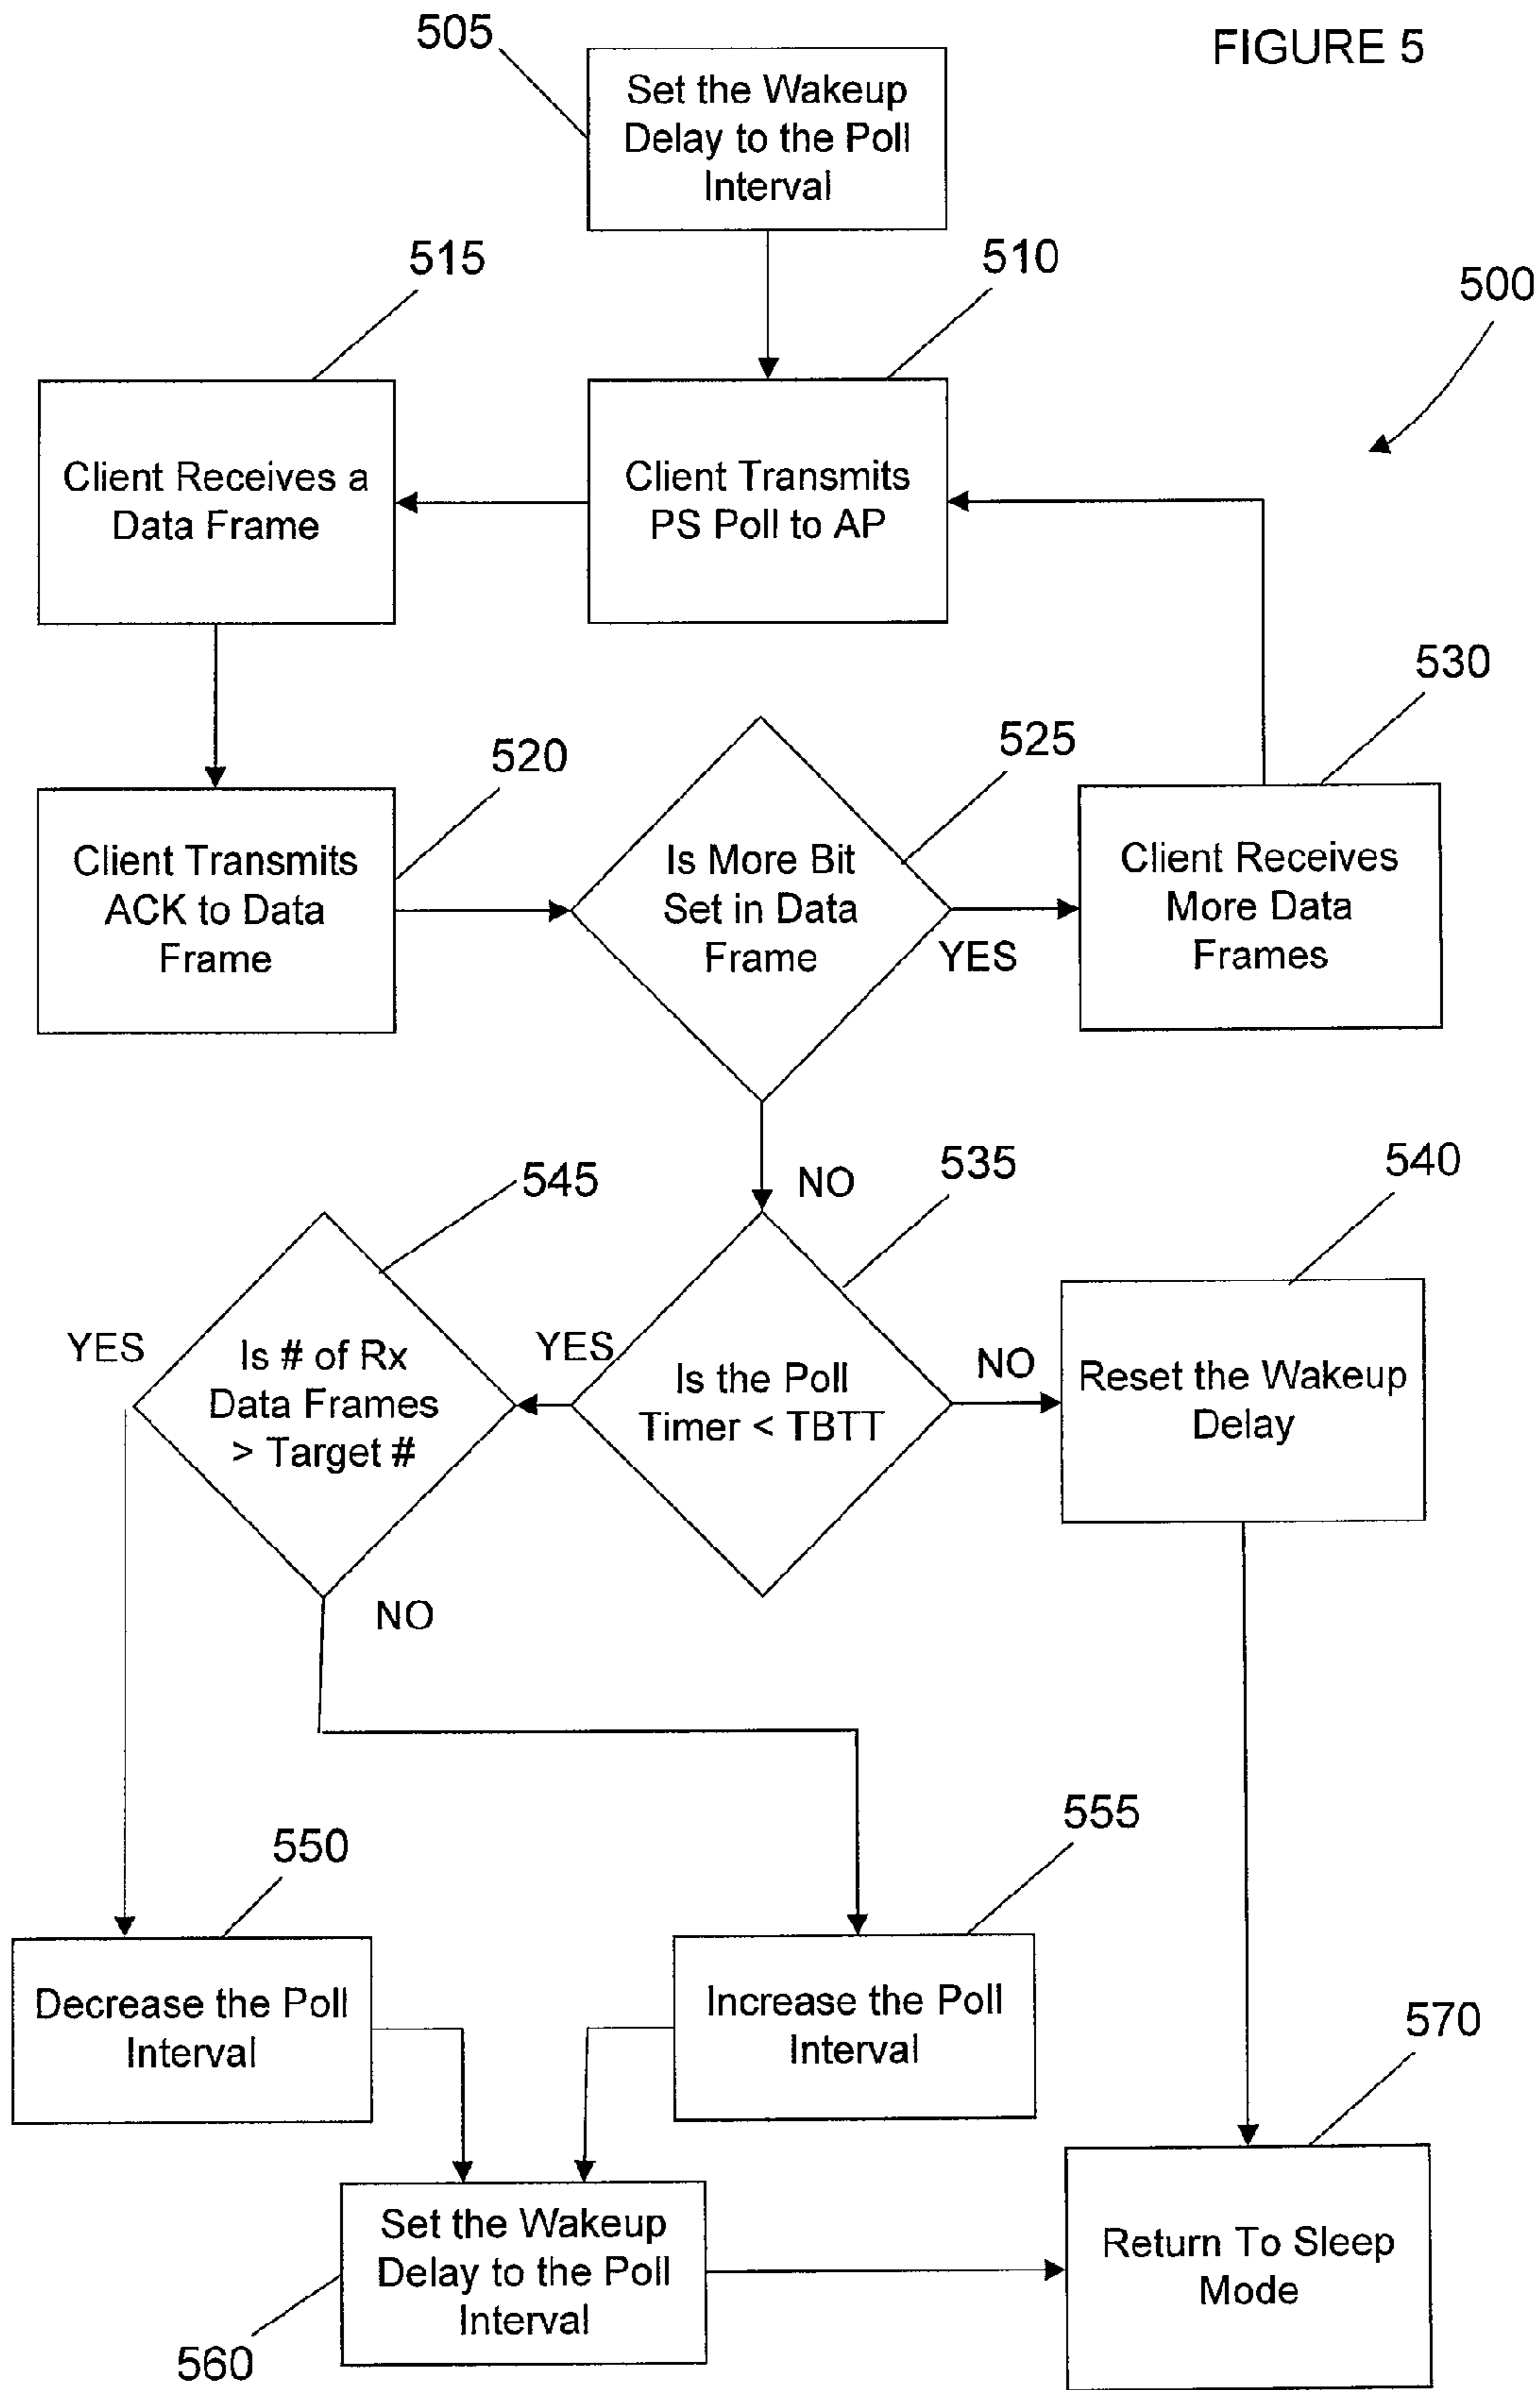 505
FIGURE 5
Set the Wakeup
Delay to the Poll
Interval
515
510
500
Client Receives a
Data Frame
Client Transmits
PS Poll to AP
530
520
525
Client Transmits
ACK to Data
Frame
Is More Bit
Set in Data
Frame
YES
Client Receives
More Data
Frames
NO
545
535
540
YES
Is # of Rx
Data Frames
> Target #
YES
Is the Poll
Timer < TBTT
NO
Reset the Wakeup
Delay
NO
550
555
Decrease the Poll
Interval
Increase the Poll
Interval
570
Set the Wakeup
Delay to the Poll
Interval
560
Return To Sleep
Mode